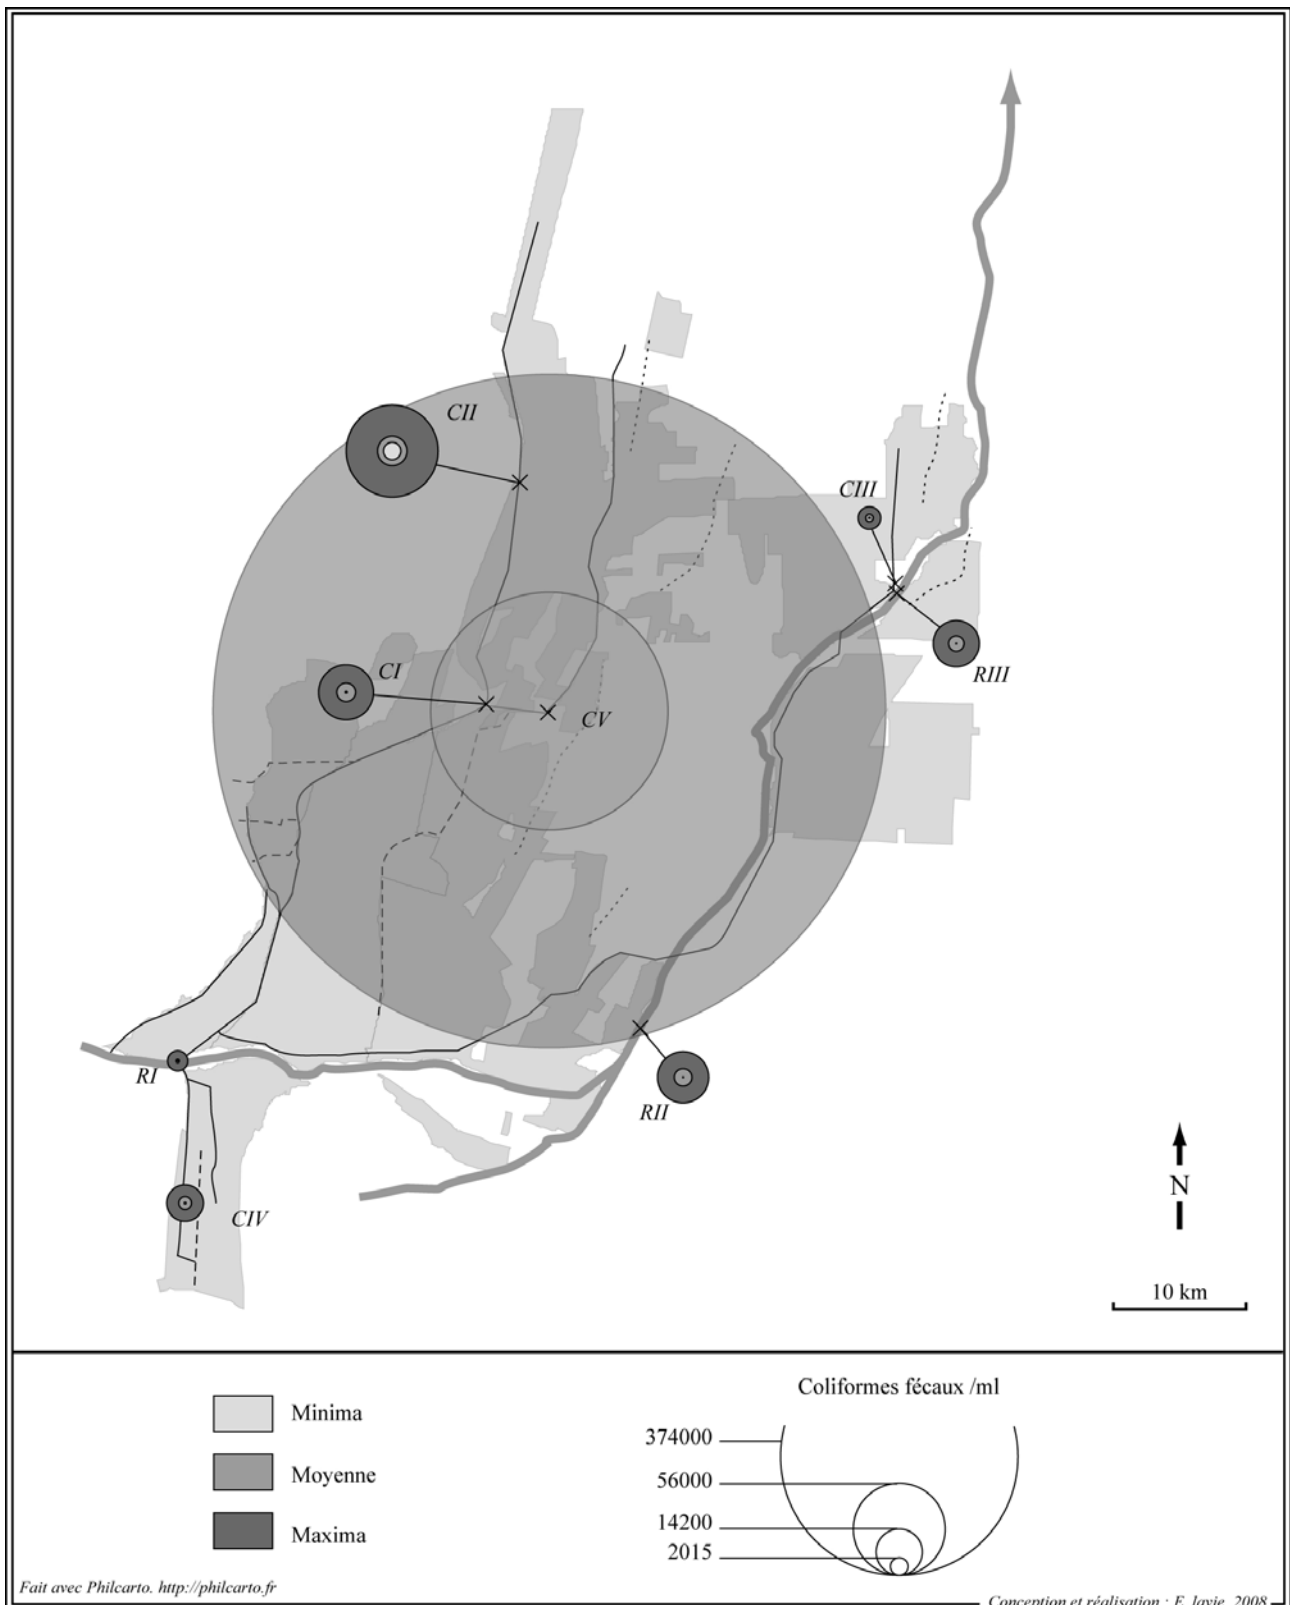 CII
CIII
CI
RIII
CV
RI
RII
CIV
N
10 km
Coliformes fécaux /ml
Minima
Moyenne
Maxima
374000
56000
14200
2015
Fait avec Philcarto. http://philcarto.fr
Conception et réalisation : E. lavie, 2008